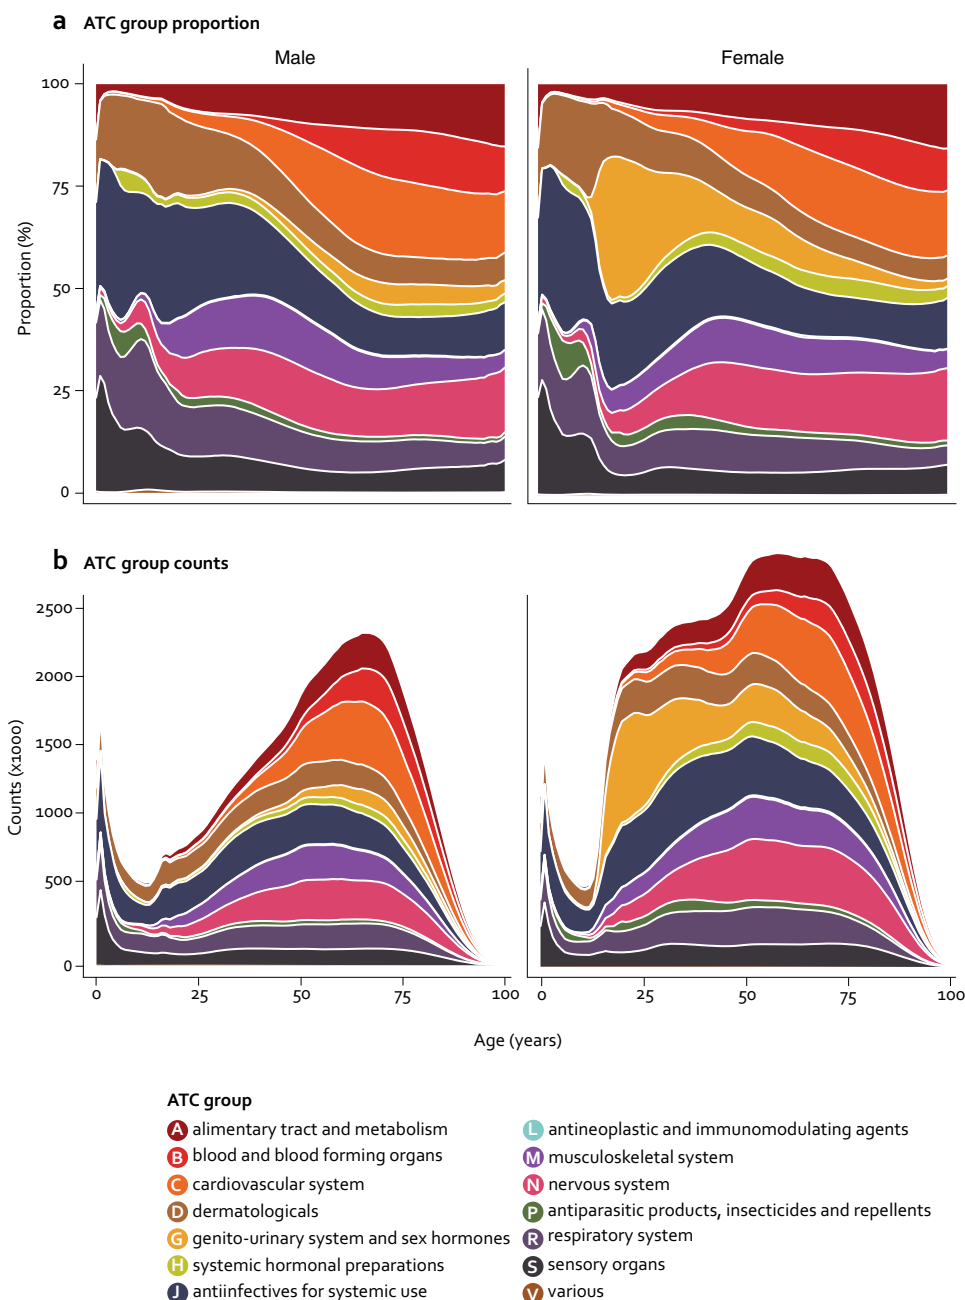 a ATC group proportion
Male
Female
Proportion (%)
100
75
50
25
0
b ATC group counts
Counts (x1000)
2500
2000
1500
1000
500
0
0 25 50 75 100
0 25 50 75 100
Age (years)
ATC group
A alimentary tract and metabolism
B blood and blood forming organs
C cardiovascular system
D dermatologicals
G genito-urinary system and sex hormones
H systemic hormonal preparations
J antiinfectives for systemic use
L antineoplastic and immunomodulating agents
M musculoskeletal system
N nervous system
P antiparasitic products, insecticides and repellents
R respiratory system
S sensory organs
V various